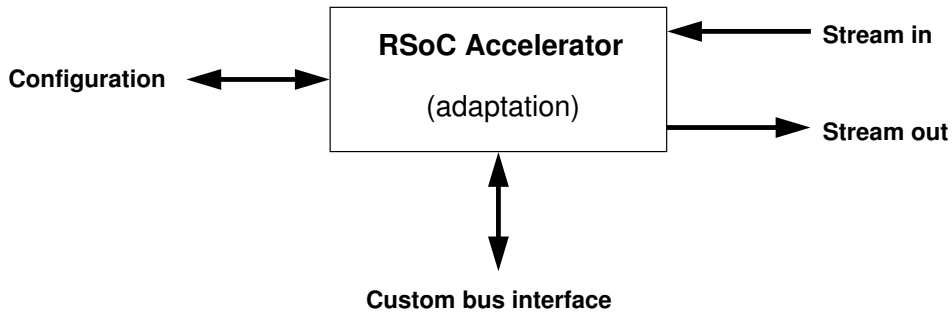 RSoC Accelerator
(adaptation)
Configuration
Stream in
Stream out
Custom bus interface